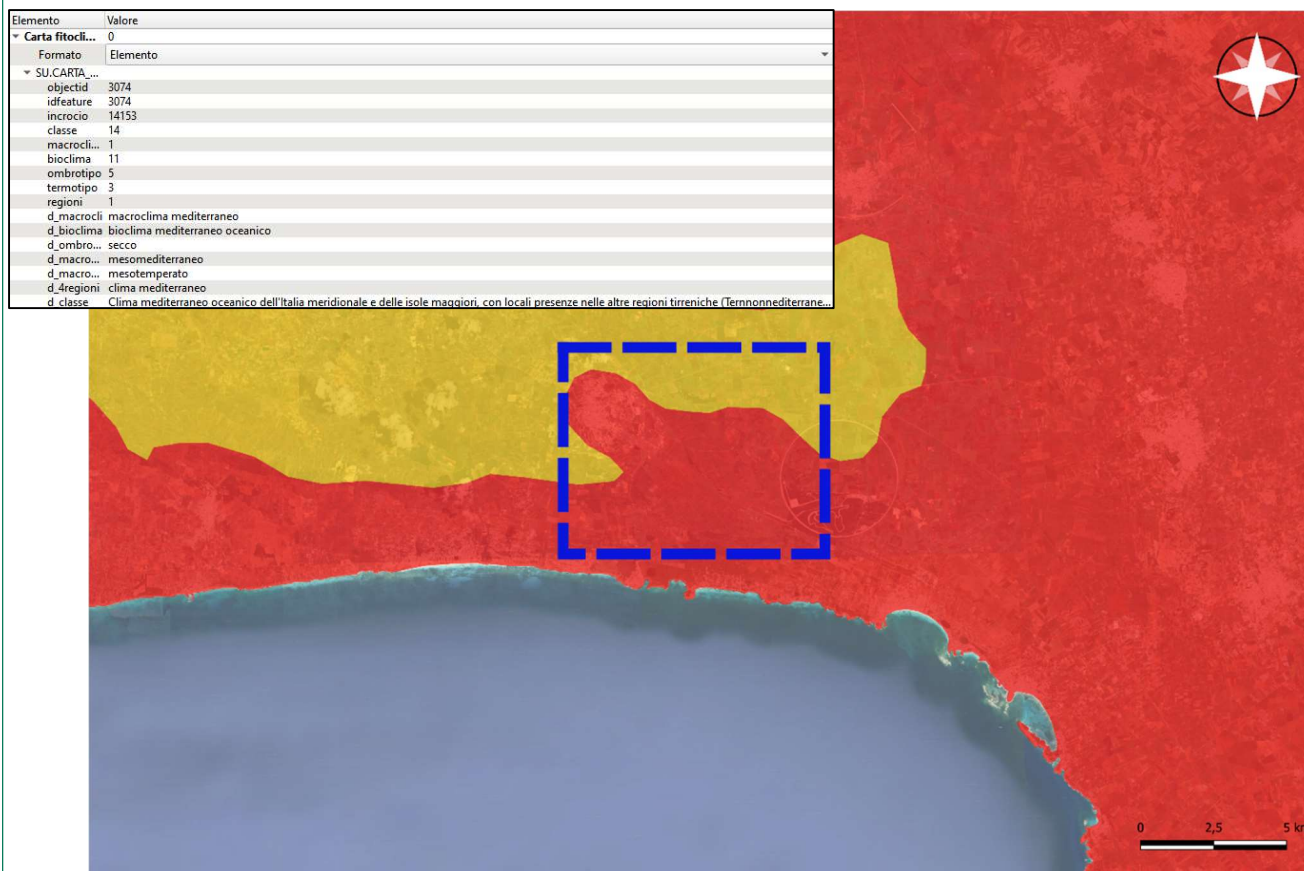 Elemento Valore
Carta fitocli... 0
Formato Elemento
SU.CARTA_...
objectid 3074
idfeature 3074
incrocio 14153
classe 14
macrocli... 1
bioclima 11
ombrotipo 5
termotipo 3
regioni 1
d_macrocli macroclima mediterraneo
d_bioclima bioclima mediterraneo oceanico
d_ombro... secco
d_macro... mesomediterraneo
d_macro... mesotemperato
d_4regioni clima mediterraneo
d_classe Clima mediterraneo oceanico dell'Italia meridionale e delle isole maggiori, con locali presenze nelle altre regioni tirreniche (Ternnonnediterrane...
0 2,5 5 km